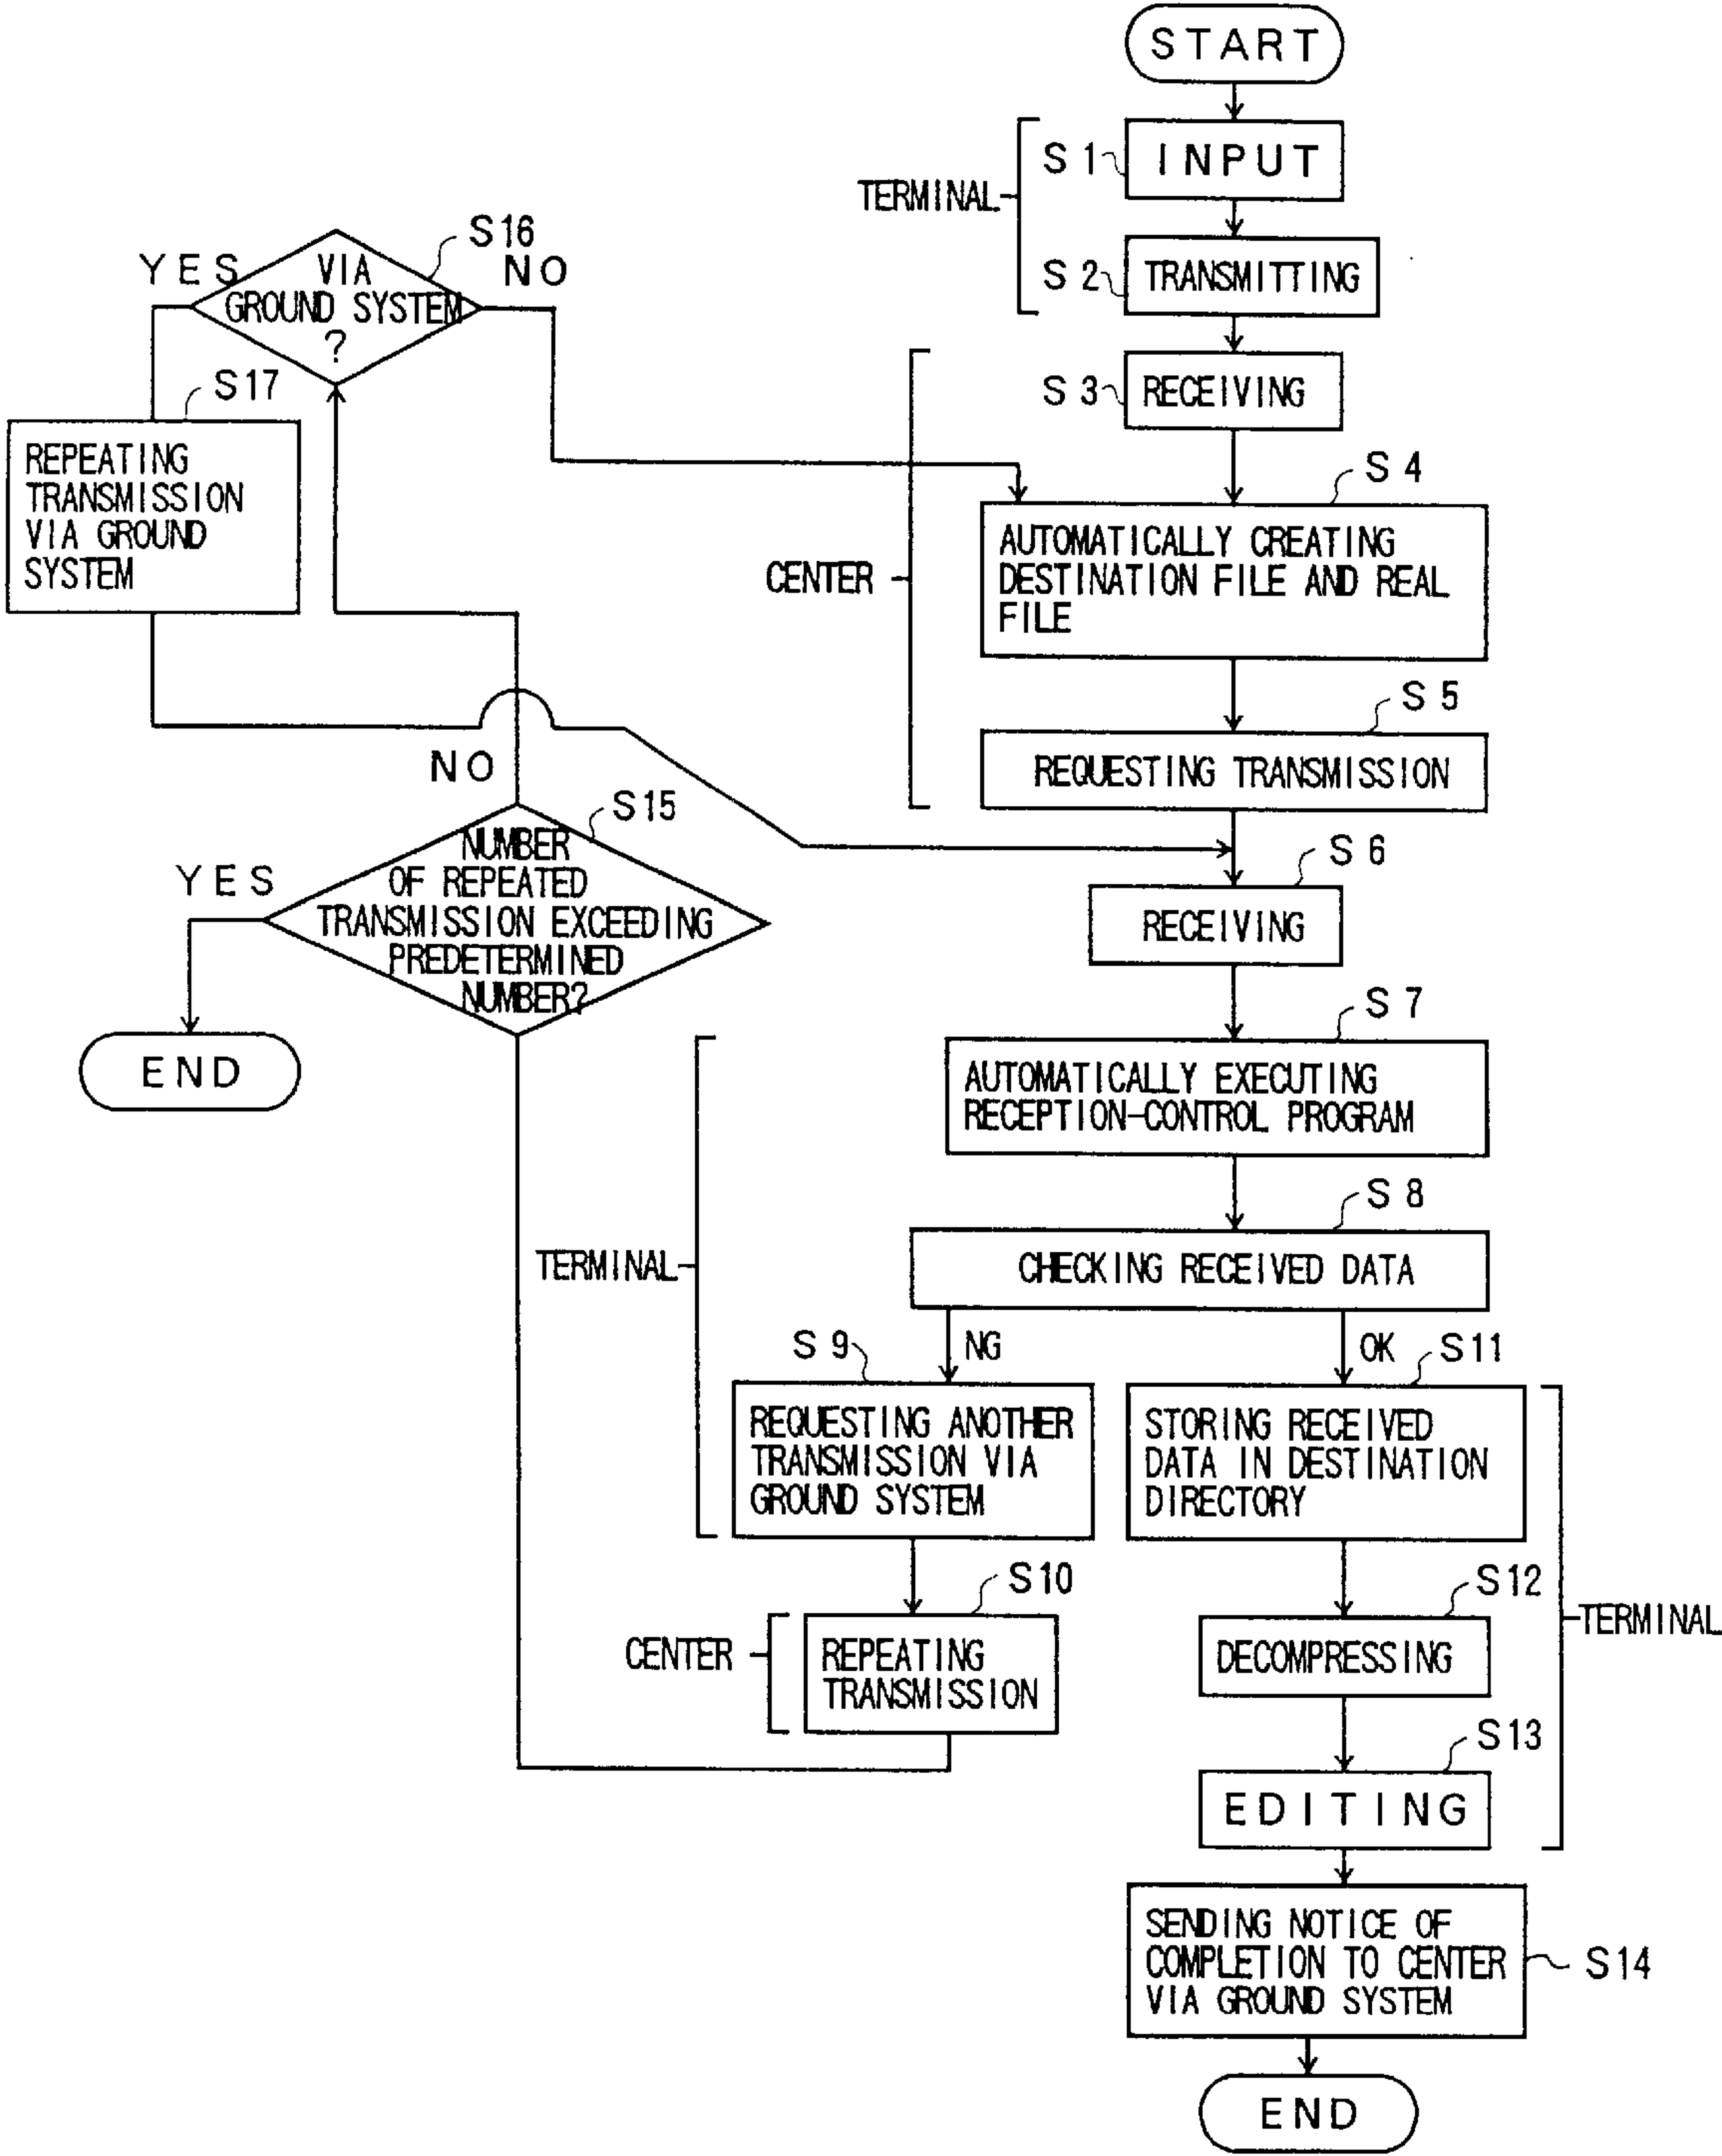 START
S1
INPUT
TERMINAL
S2
TRANSMITTING
S3
RECEIVING
S16
YES
NO
VIA
GROUND SYSTEM
?
S17
REPEATING
TRANSMISSION
VIA GROUND
SYSTEM
S4
AUTOMATICALLY CREATING
DESTINATION FILE AND REAL
FILE
CENTER
S5
REQUESTING TRANSMISSION
NO
S15
NUMBER
OF REPEATED
TRANSMISSION EXCEEDING
PREDETERMINED
NUMBER?
YES
END
S6
RECEIVING
S7
AUTOMATICALLY EXECUTING
RECEPTION-CONTROL PROGRAM
S8
CHECKING RECEIVED DATA
TERMINAL
S9
NG
OK
S11
REQUESTING ANOTHER
TRANSMISSION VIA
GROUND SYSTEM
STORING RECEIVED
DATA IN DESTINATION
DIRECTORY
S10
CENTER
REPEATING
TRANSMISSION
S12
DECOMPRESSING
TERMINAL
S13
EDITING
SENDING NOTICE OF
COMPLETION TO CENTER
VIA GROUND SYSTEM
S14
END